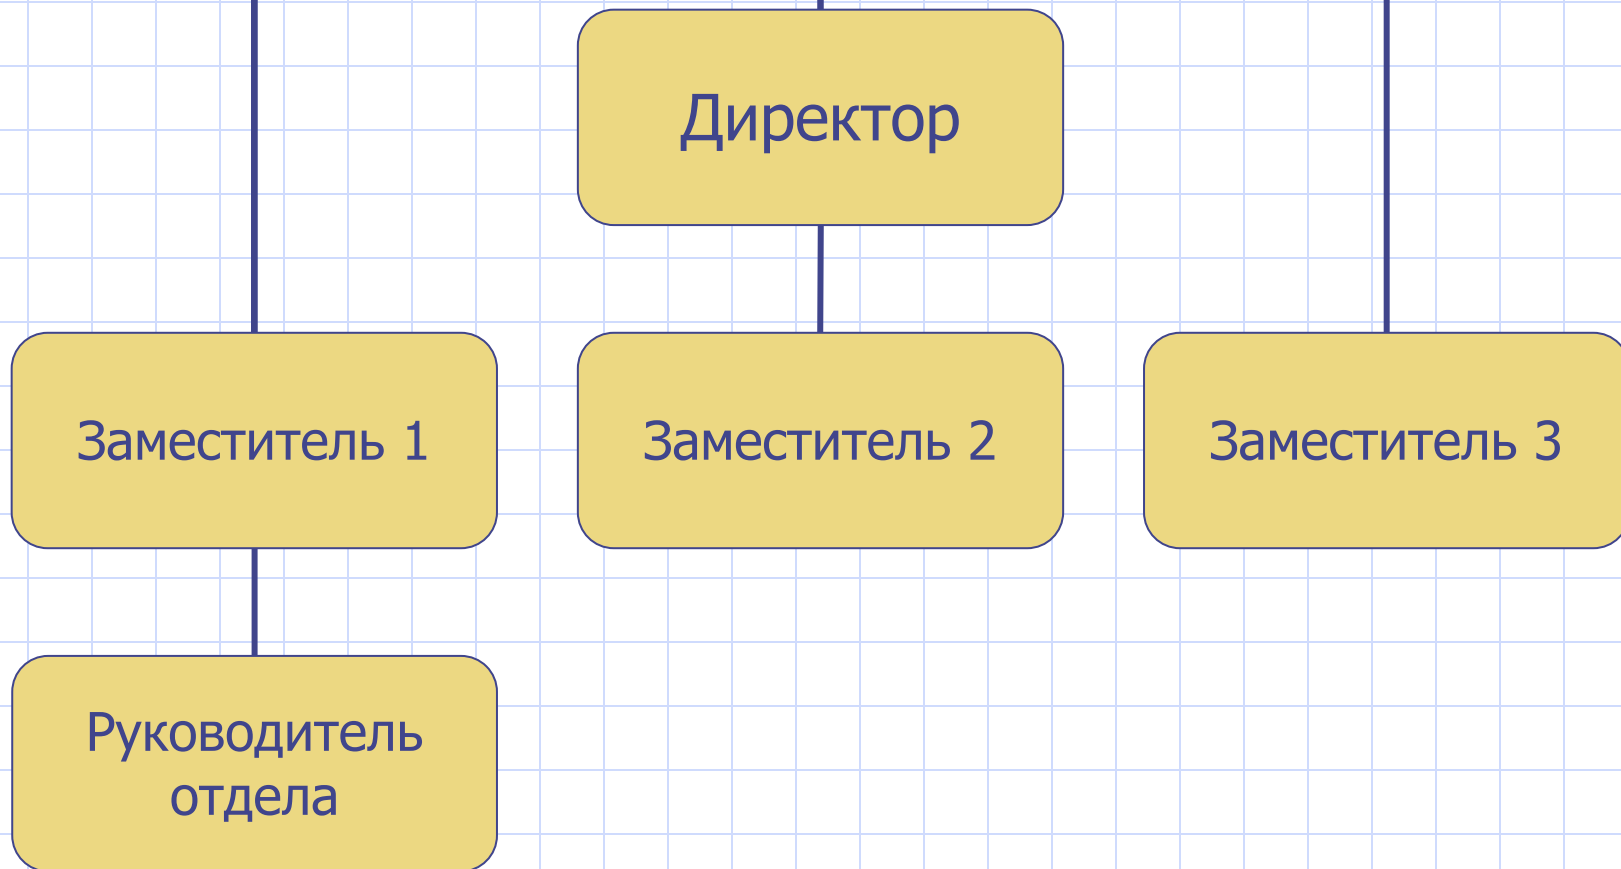 Директор
Заместитель 1
Заместитель 2
Заместитель 3
Руководитель
отдела